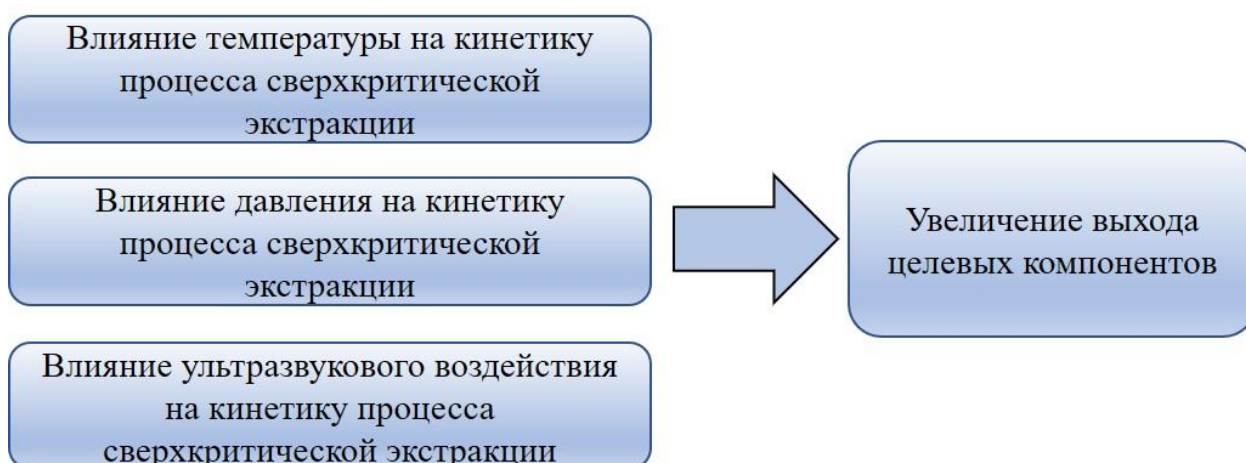 Влияние температуры на кинетику
процесса сверхкритической
экстракции
Влияние давления на кинетику
процесса сверхкритической
экстракции
Влияние ультразвукового воздействия
на кинетику процесса
сверхкритической экстракции
Увеличение выхода
целевых компонентов